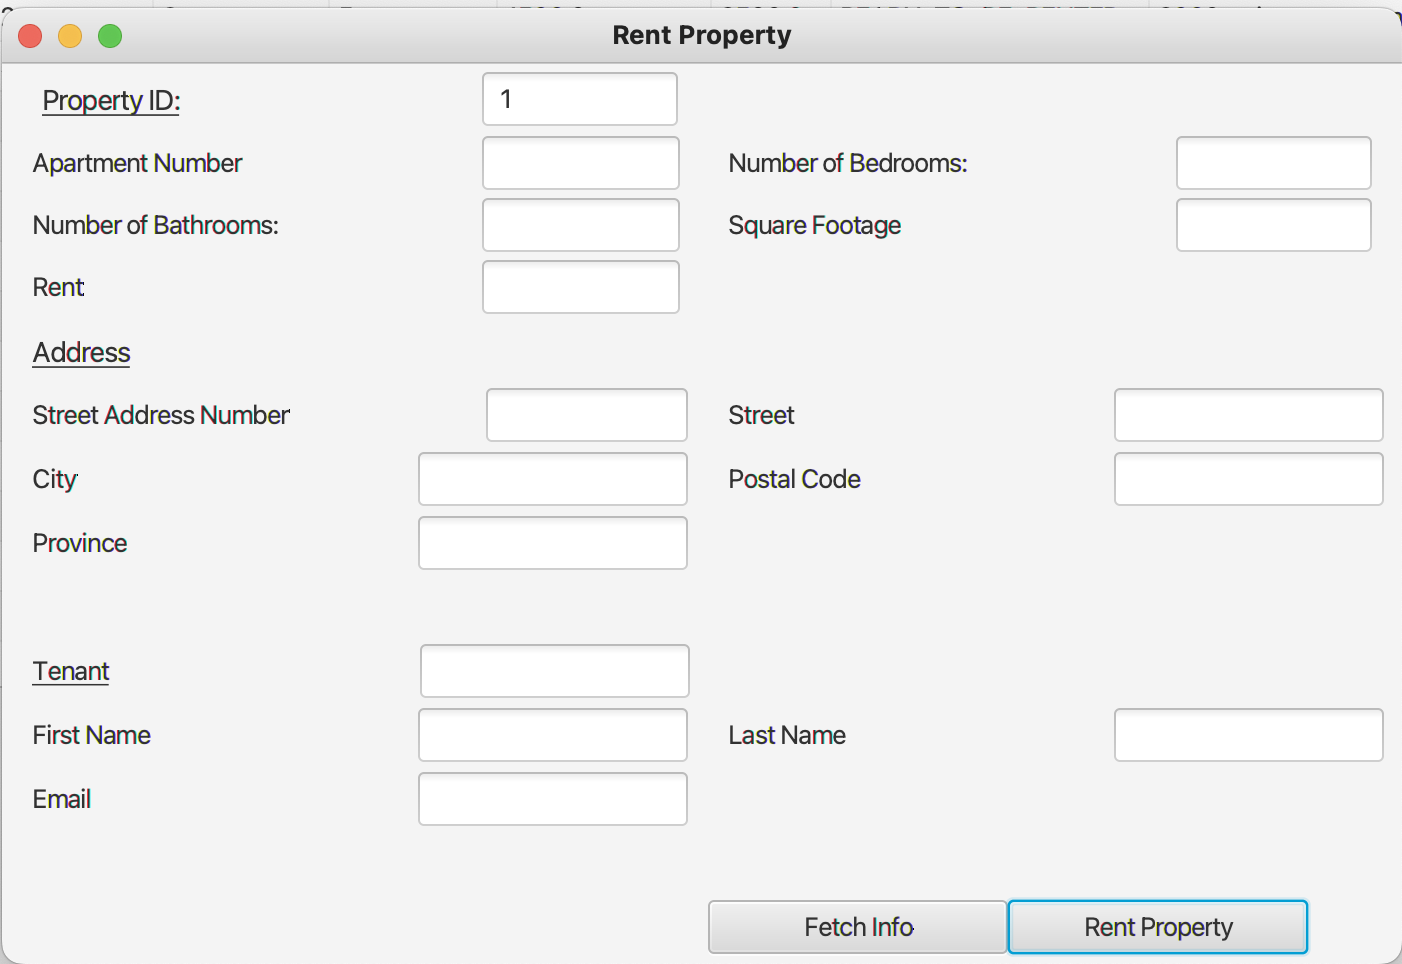 Rent Property
Property ID: 1
Apartment Number Number of Bedrooms:
Number of Bathrooms: Square Footage
Rent
Address
Street Address Number Street
City Postal Code
Province
Tenant
First Name Last Name
Email
Fetch Info Rent Property